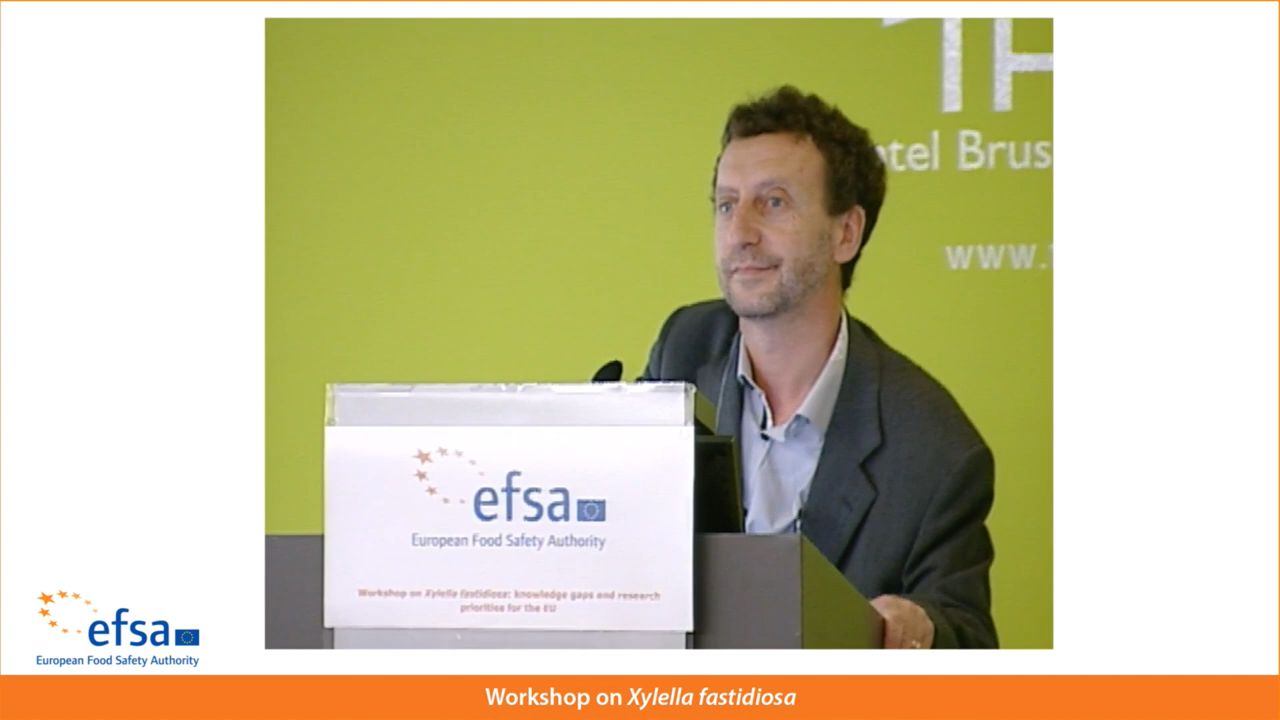 otel Brus
www.
efsa
European Food Safety Authority
Workshop on Xylella fastidiosa: knowledge gaps and research
priorities for the EU
efsa
European Food Safety Authority
Workshop on Xylella fastidiosa